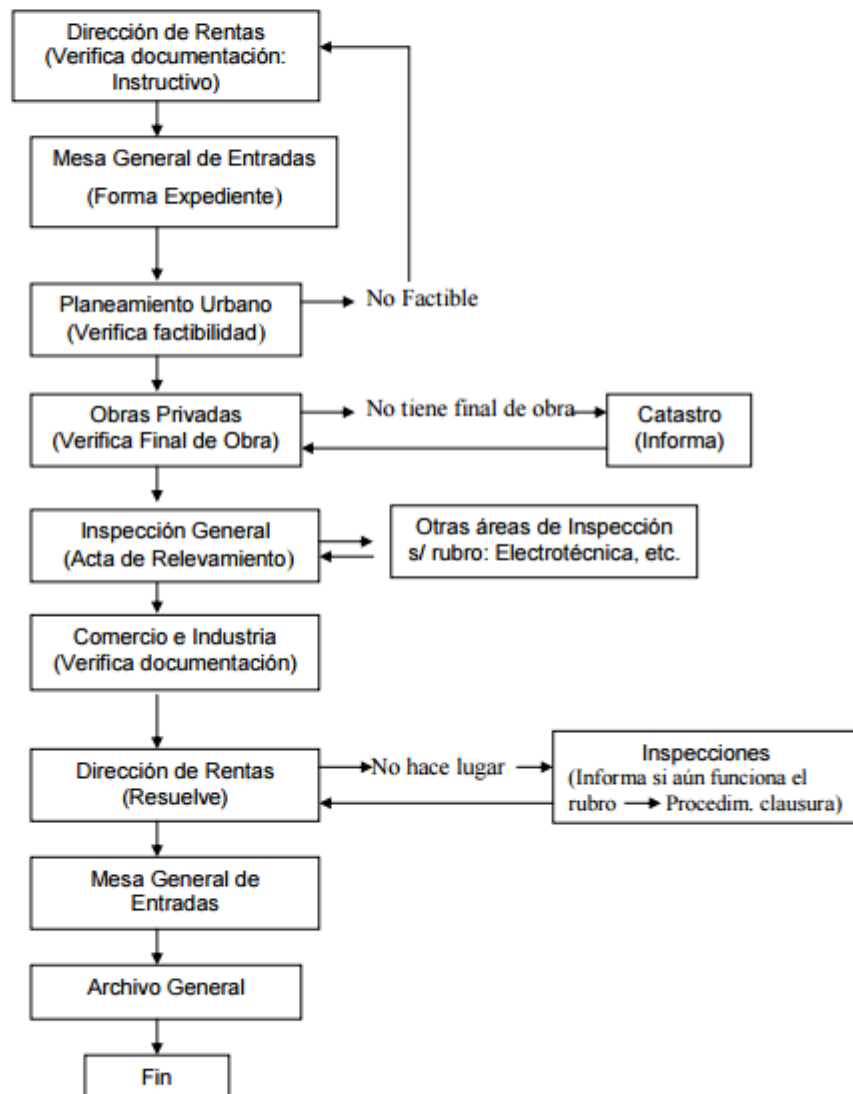 Dirección de Rentas
(Verifica documentación:
Instructivo)
Mesa General de Entradas
(Forma Expediente)
Planeamiento Urbano
(Verifica factibilidad)
No Factible
Obras Privadas
(Verifica Final de Obra)
No tiene final de obra
Catastro
(Informa)
Inspección General
(Acta de Relevamiento)
Otras áreas de Inspección
s/ rubro: Electrotécnica, etc.
Comercio e Industria
(Verifica documentación)
Dirección de Rentas
(Resuelve)
No hace lugar
Inspecciones
(Informa si aún funciona el
rubro → Procedim. clausura)
Mesa General de
Entradas
Archivo General
Fin